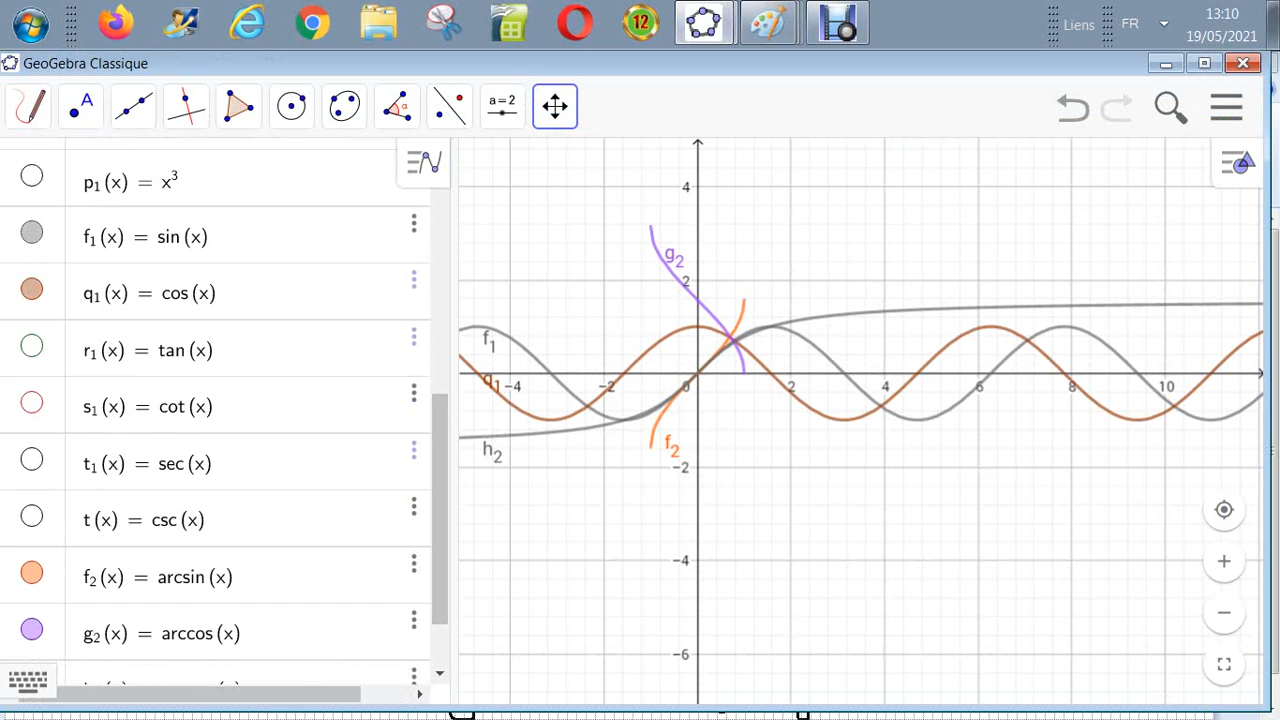 12
Liens
FR
13:10
19/05/2021
GeoGebra Classique
A
α
a=2
p₁(x) = x³
f₁(x) = sin(x)
q₁(x) = cos(x)
r₁(x) = tan(x)
s₁(x) = cot(x)
t₁(x) = sec(x)
t(x) = csc(x)
f₂(x) = arcsin(x)
g₂(x) = arccos(x)
4
g₂
2
f₁
q₁
-4
-2
0
2
4
6
8
10
h₂
f₂
-2
-4
-6